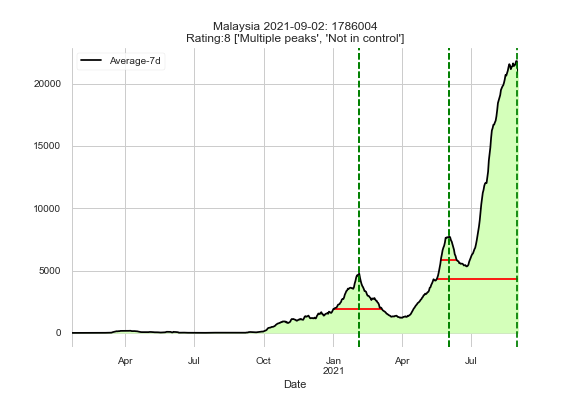 Malaysia 2021-09-02: 1786004
Rating:8 ['Multiple peaks', 'Not in control']
Average-7d
20000
15000
10000
5000
0
Apr
Jul
Oct
Jan
2021
Apr
Jul
Date